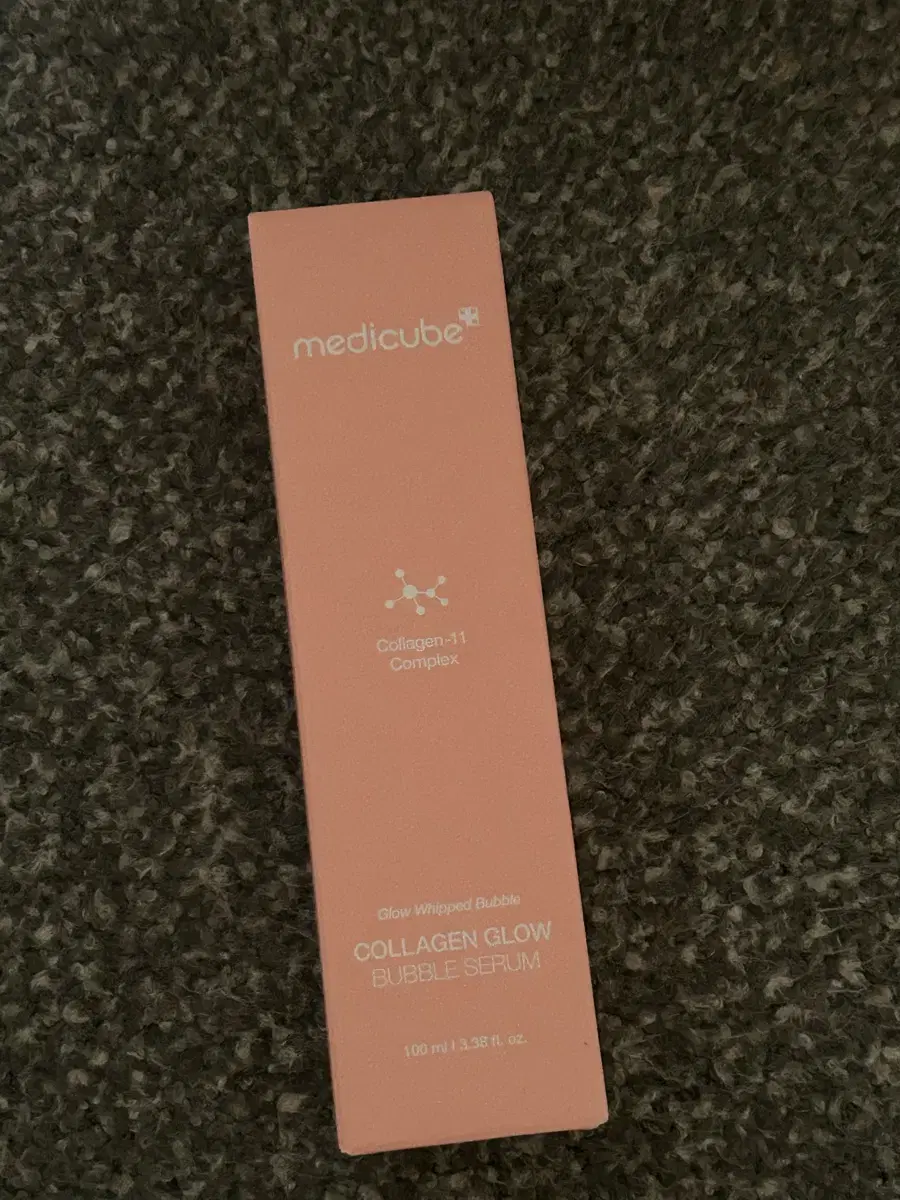 medicube
Collagen-11
Complex
Glow Whipped Bubble
COLLAGEN GLOW
BUBBLE SERUM
100 ml | 3.38 fl. oz.